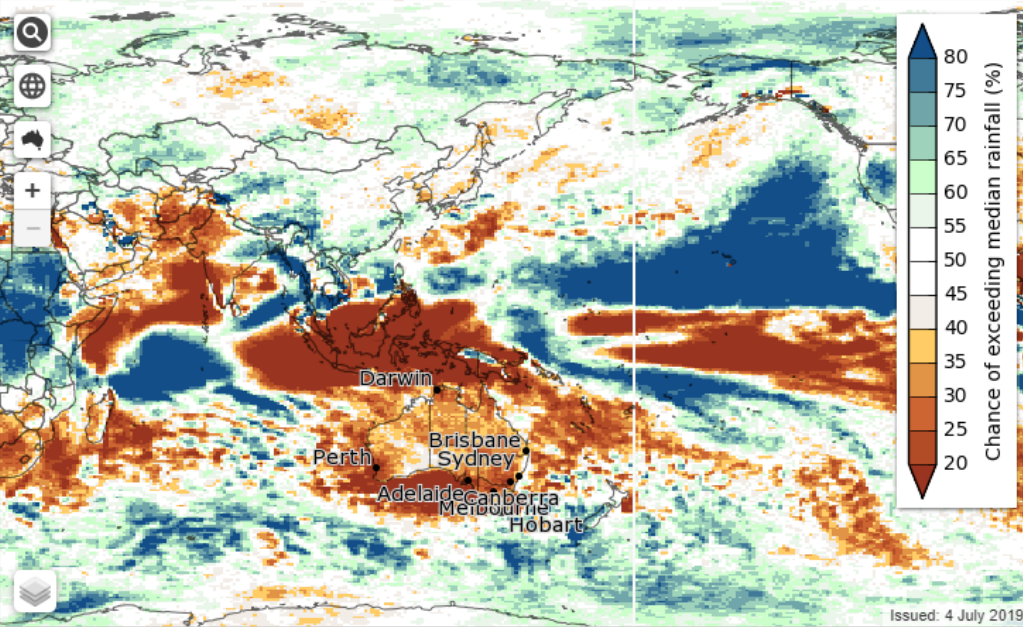 80
75
70
65
60
55
50
45
40
35
30
25
20
Chance of exceeding median rainfall (%)
+
−
Darwin
Brisbane
Sydney
Perth
Adelaide
Canberra
Melbourne
Hobart
Issued: 4 July 2019